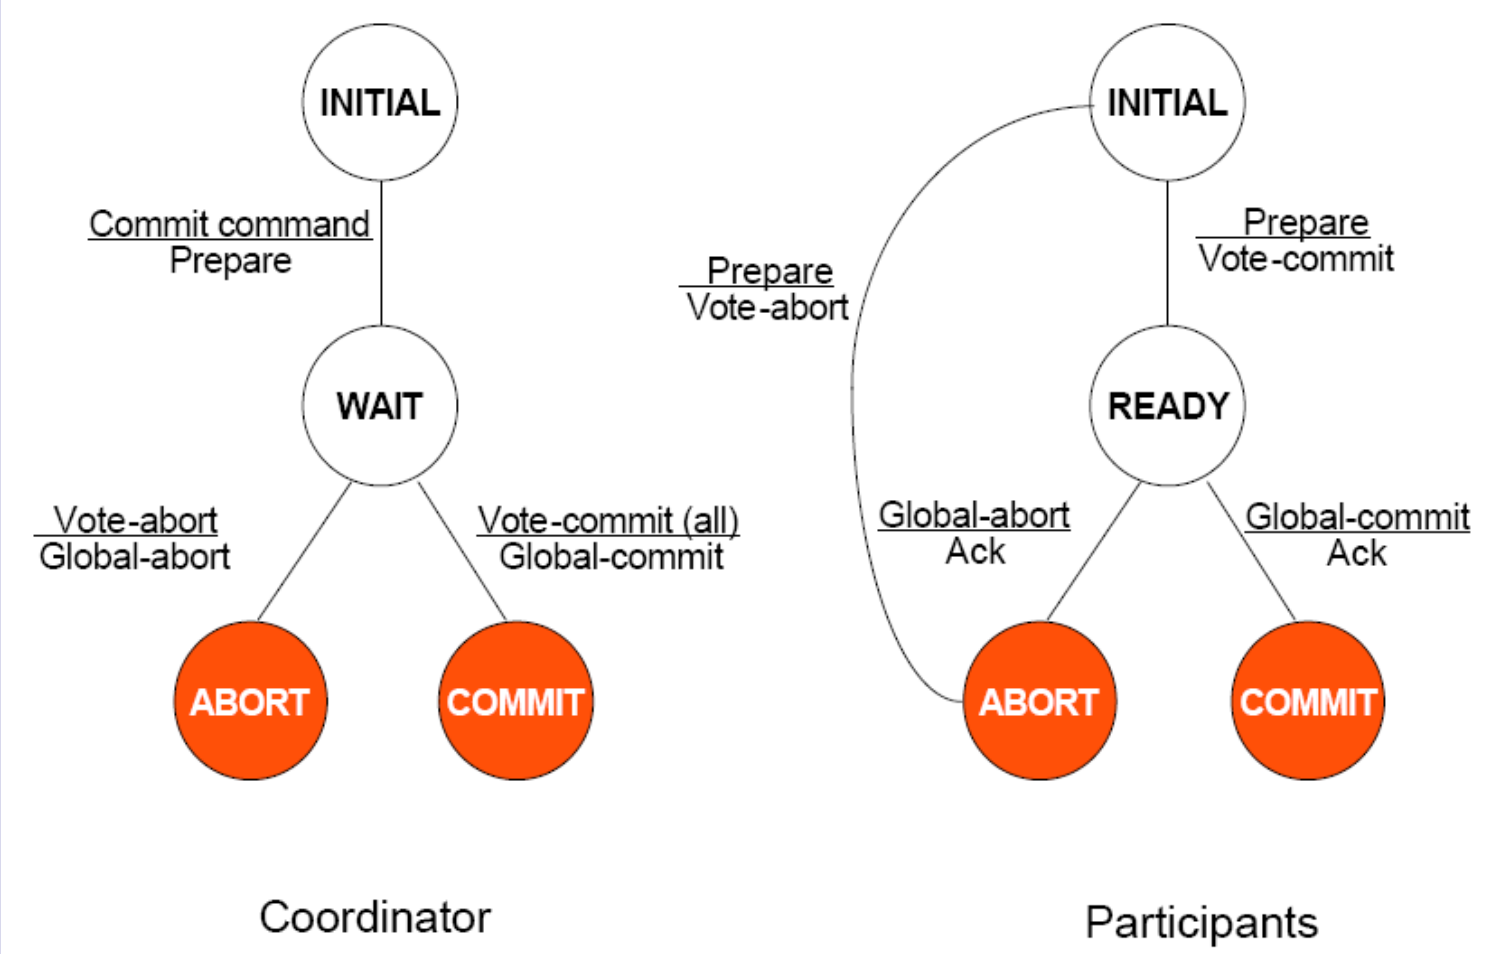 INITIAL
Commit command
Prepare
WAIT
Vote-abort
Global-abort
Vote-commit (all)
Global-commit
ABORT
COMMIT
Coordinator
INITIAL
Prepare
Vote-commit
Prepare
Vote-abort
READY
Global-abort
Ack
Global-commit
Ack
ABORT
COMMIT
Participants